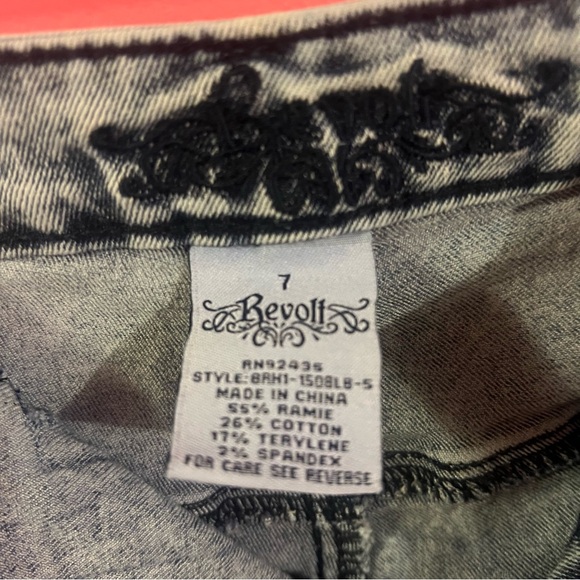 Revolt
7
Revolt
RN92435
STYLE:BRH1-1508LB-S
MADE IN CHINA
55% RAMIE
26% COTTON
17% TERYLENE
2% SPANDEX
FOR CARE SEE REVERSE